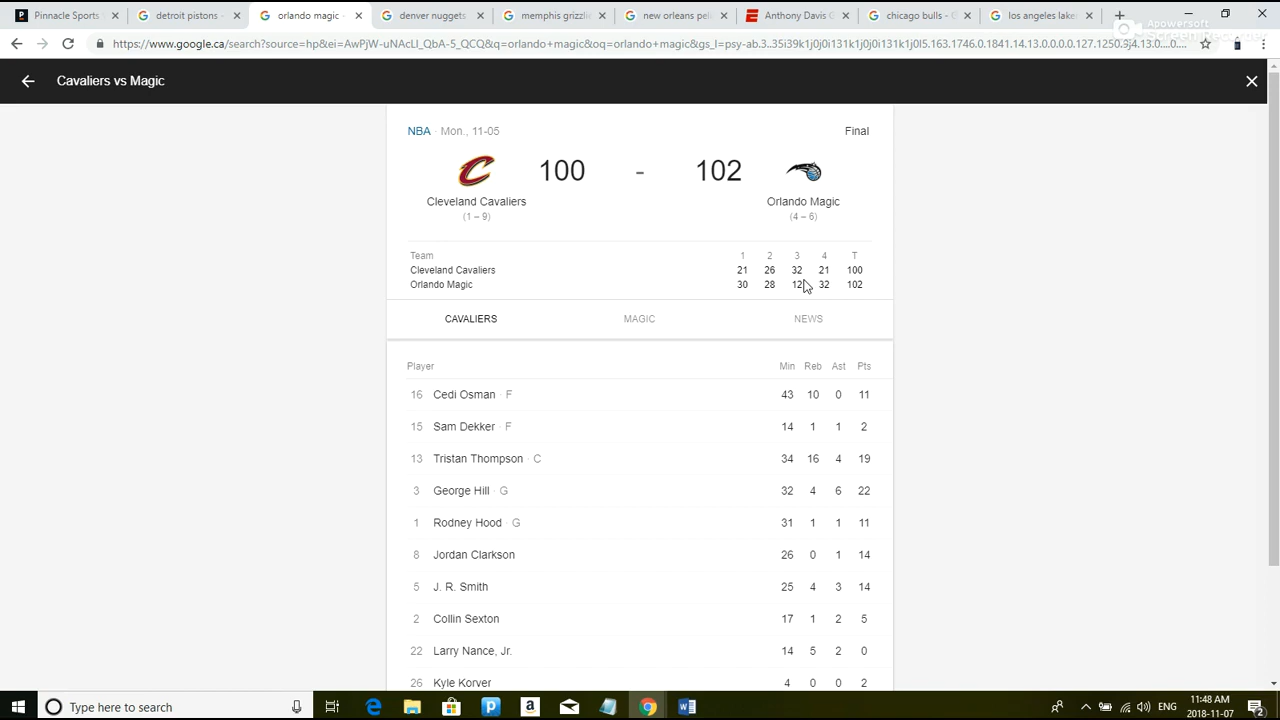 Pinnacle Sports
detroit pistons -
orlando magic -
denver nuggets
memphis grizzli
new orleans pel
Anthony Davis G
chicago bulls - G
los angeles lake
https://www.google.ca/search?source=hp&ei=
&q=orlando+magic&oq=orlando+magic&gs_l=psy-ab.3..35i39k1j0j0i131k1j0j0i131k1j0l5.163.1746.0.1841.14.13.0.0.0.0.127.1250.3j4.13.0....0...
Apowersoft
Screen Recorder
Cavaliers vs Magic
NBA · Mon., 11-05 Final
100 - 102
Cleveland Cavaliers Orlando Magic
(1 – 9) (4 – 6)
Team 1 2 3 4 T
Cleveland Cavaliers 21 26 32 21 100
Orlando Magic 30 28 12 32 102
CAVALIERS MAGIC NEWS
Player Min Reb Ast Pts
16 Cedi Osman · F 43 10 0 11
15 Sam Dekker · F 14 1 1 2
13 Tristan Thompson · C 34 16 4 19
3 George Hill · G 32 4 6 22
1 Rodney Hood · G 31 1 1 11
8 Jordan Clarkson 26 0 1 14
5 J. R. Smith 25 4 3 14
2 Collin Sexton 17 1 2 5
22 Larry Nance, Jr. 14 5 2 0
26 Kyle Korver 4 0 0 2
Type here to search
ENG
11:48 AM
2018-11-07
2